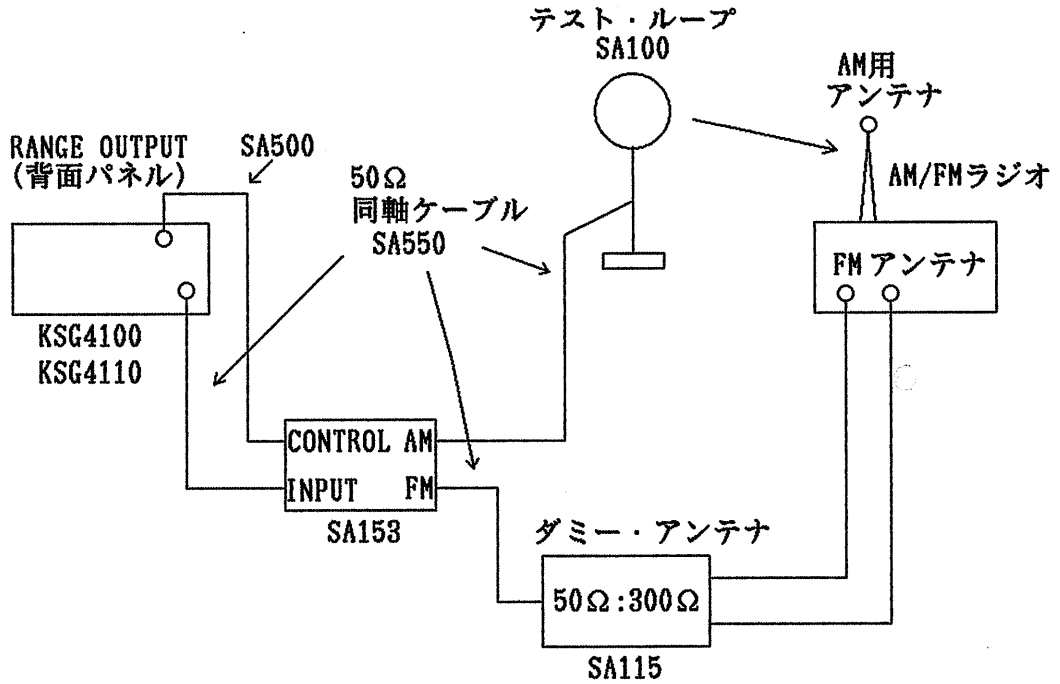 テスト・ループ
SA100
AM用
アンテナ
RANGE OUTPUT
(背面パネル)
SA500
50Ω
同軸ケーブル
SA550
AM/FMラジオ
FM アンテナ
KSG4100
KSG4110
CONTROL AM
INPUT FM
SA153
ダミー・アンテナ
50Ω:300Ω
SA115